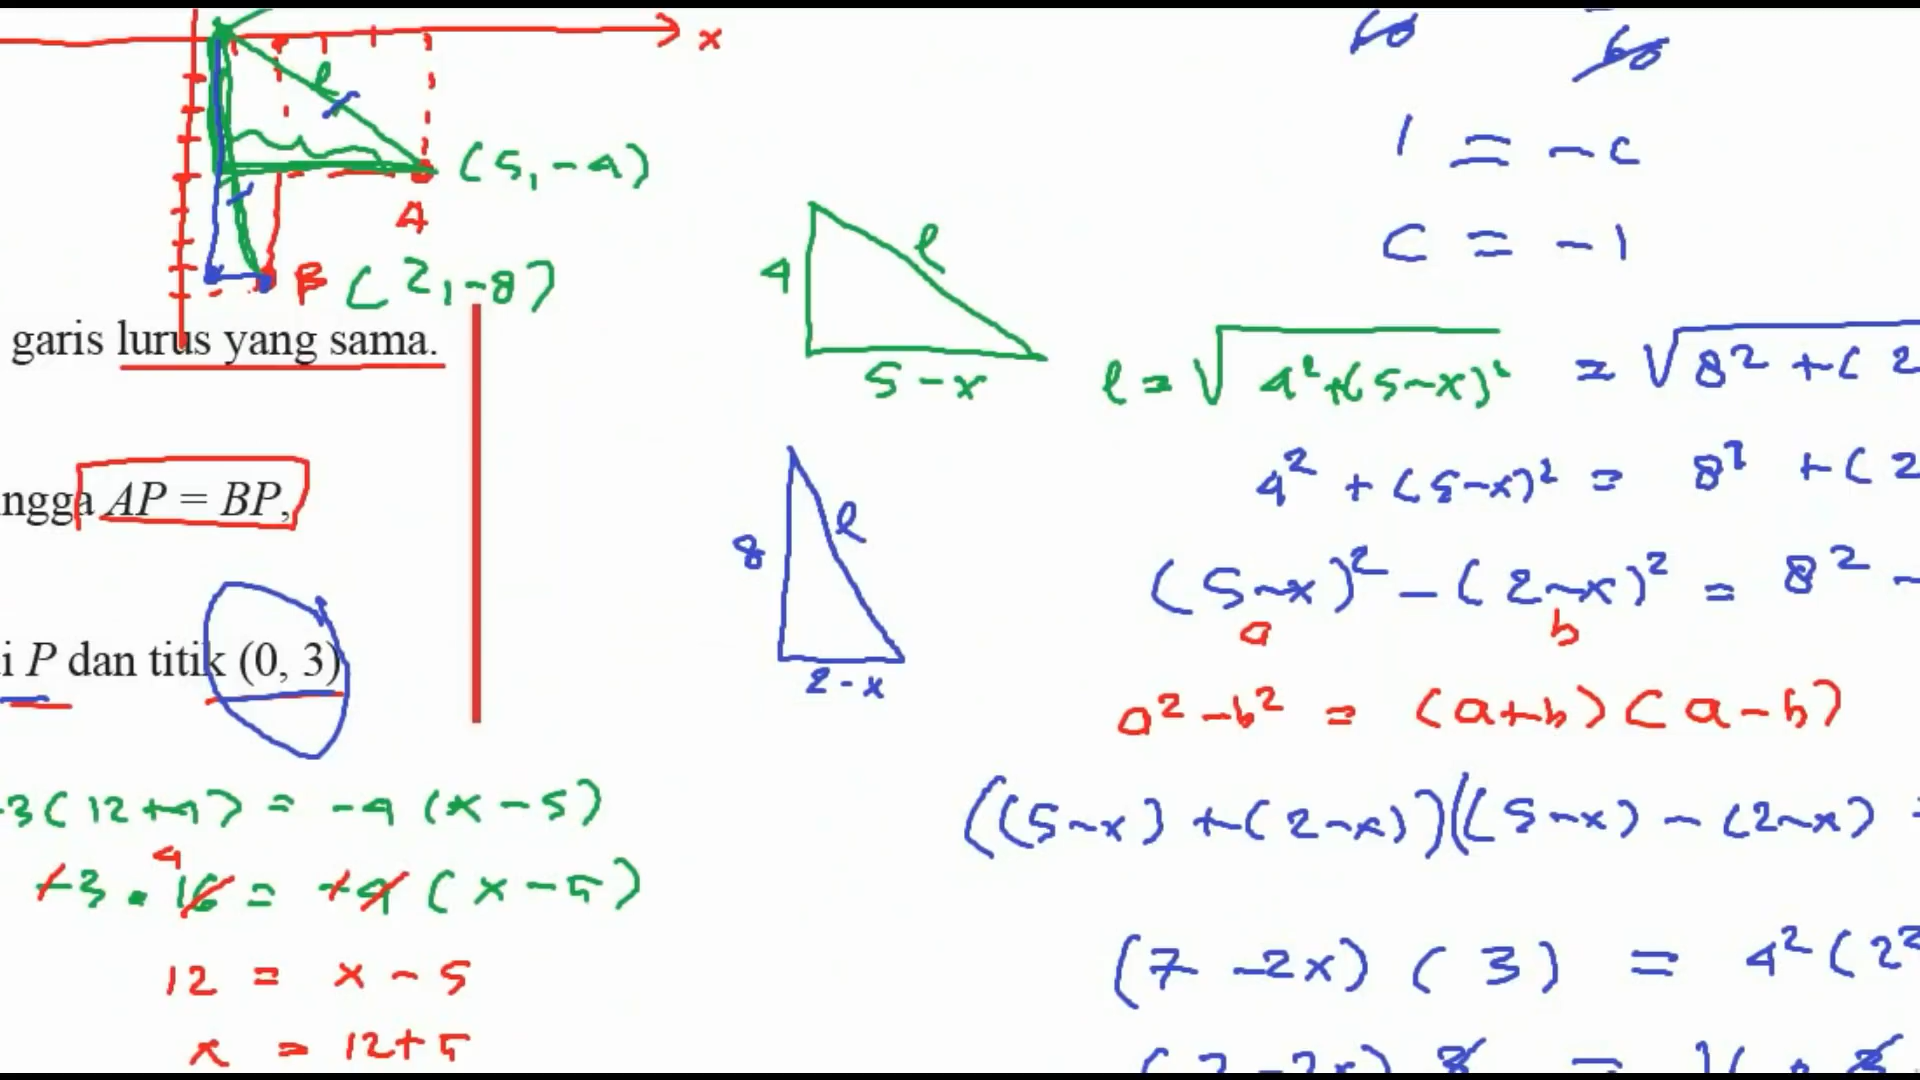 x
l
(5, -4)
A
B (2, -8)
garis lurus yang sama.
ngga AP = BP,
i P dan titik (0, 3)
3(12+4) = -4(x-5)
4
+3 . 16 = +4(x-5)
12 = x - 5
x = 12+5
4
l
5-x
8
l
2-x
60 60
1 = -c
c = -1
l = √4²+(5-x)² = √8²+(2
4² + (5-x)² = 8² + (2
(5-x)² - (2-x)² = 8² -
a b
a² - b² = (a+b)(a-b)
((5-x)+(2-x))((5-x)-(2-x) =
(7-2x)(3) = 4²(2²